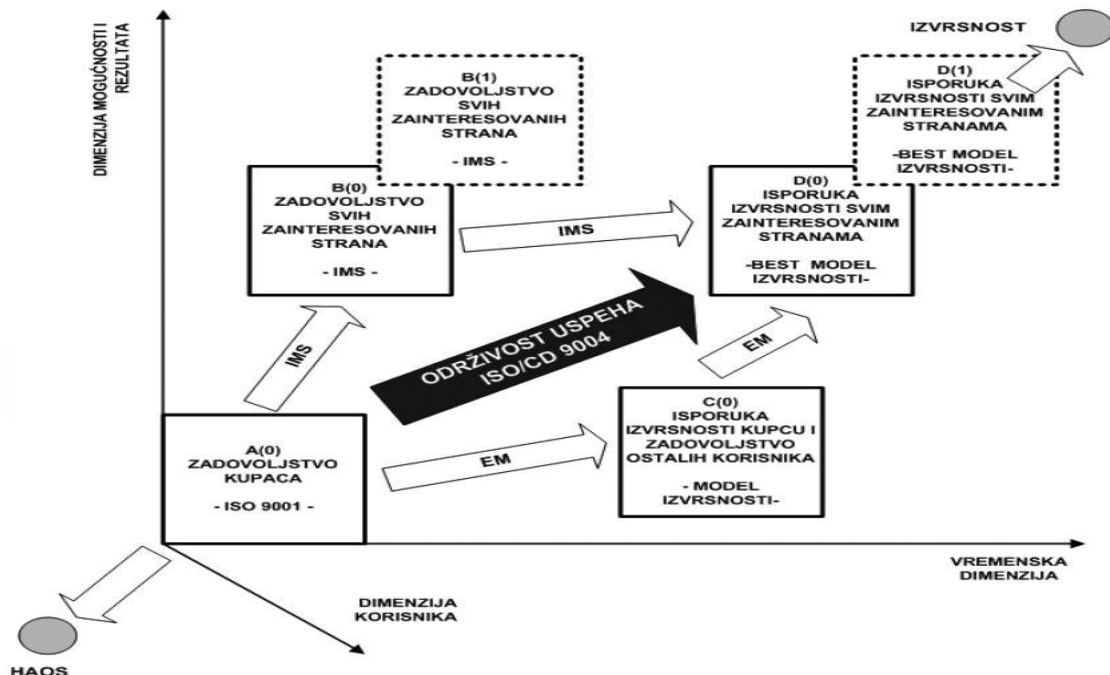 DIMENZIJA MOGUĆNOSTI I
REZULTATA
IZVRSNOST
B(1)
ZADOVOLJSTVO
SVIH
ZAINTERESOVANIH
STRANA
- IMS -
D(1)
ISPORUKA
IZVRSNOSTI SVIM
ZAINTERESOVANIM
STRANAMA
-BEST MODEL
IZVRSNOSTI-
B(0)
ZADOVOLJSTVO
SVIH
ZAINTERESOVANIH
STRANA
- IMS -
IMS
D(0)
ISPORUKA
IZVRSNOSTI SVIM
ZAINTERESOVANIM
STRANAMA
-BEST MODEL
IZVRSNOSTI-
IMS
ODRŽIVOST USPEHA
ISO/CD 9004
EM
A(0)
ZADOVOLJSTVO
KUPACA
- ISO 9001 -
EM
C(0)
ISPORUKA
IZVRSNOSTI KUPCU I
ZADOVOLJSTVO
OSTALIH KORISNIKA
- MODEL
IZVRSNOSTI-
VREMENSKA
DIMENZIJA
DIMENZIJA
KORISNIKA
HAOS